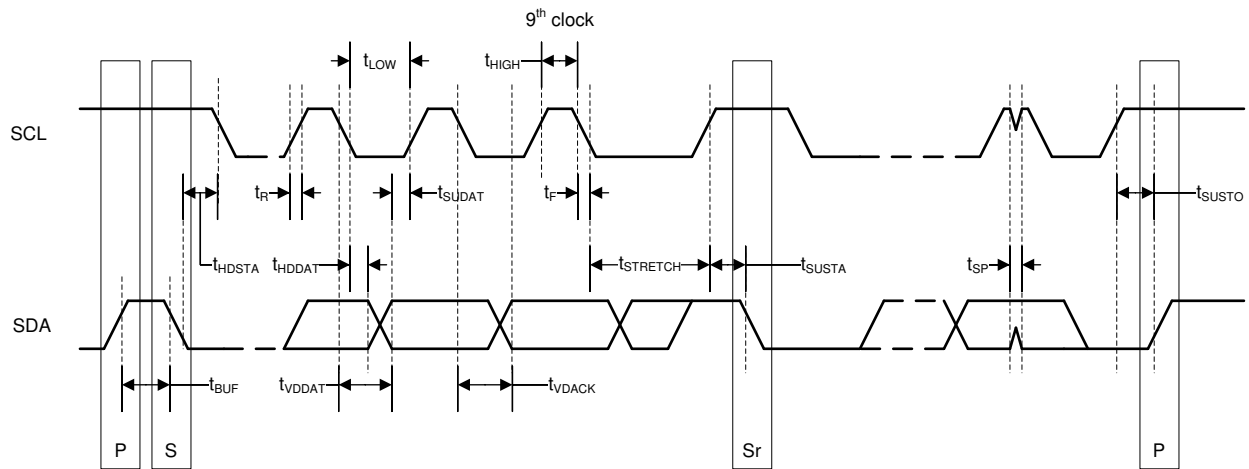 9th clock
tLOW
tHIGH
SCL
tR
tSUDAT
tF
tSUSTO
tHDSTA
tHDDAT
tSTRETCH
tSUSTA
tSP
SDA
tBUF
tVDDAT
tVDACK
P
S
Sr
P